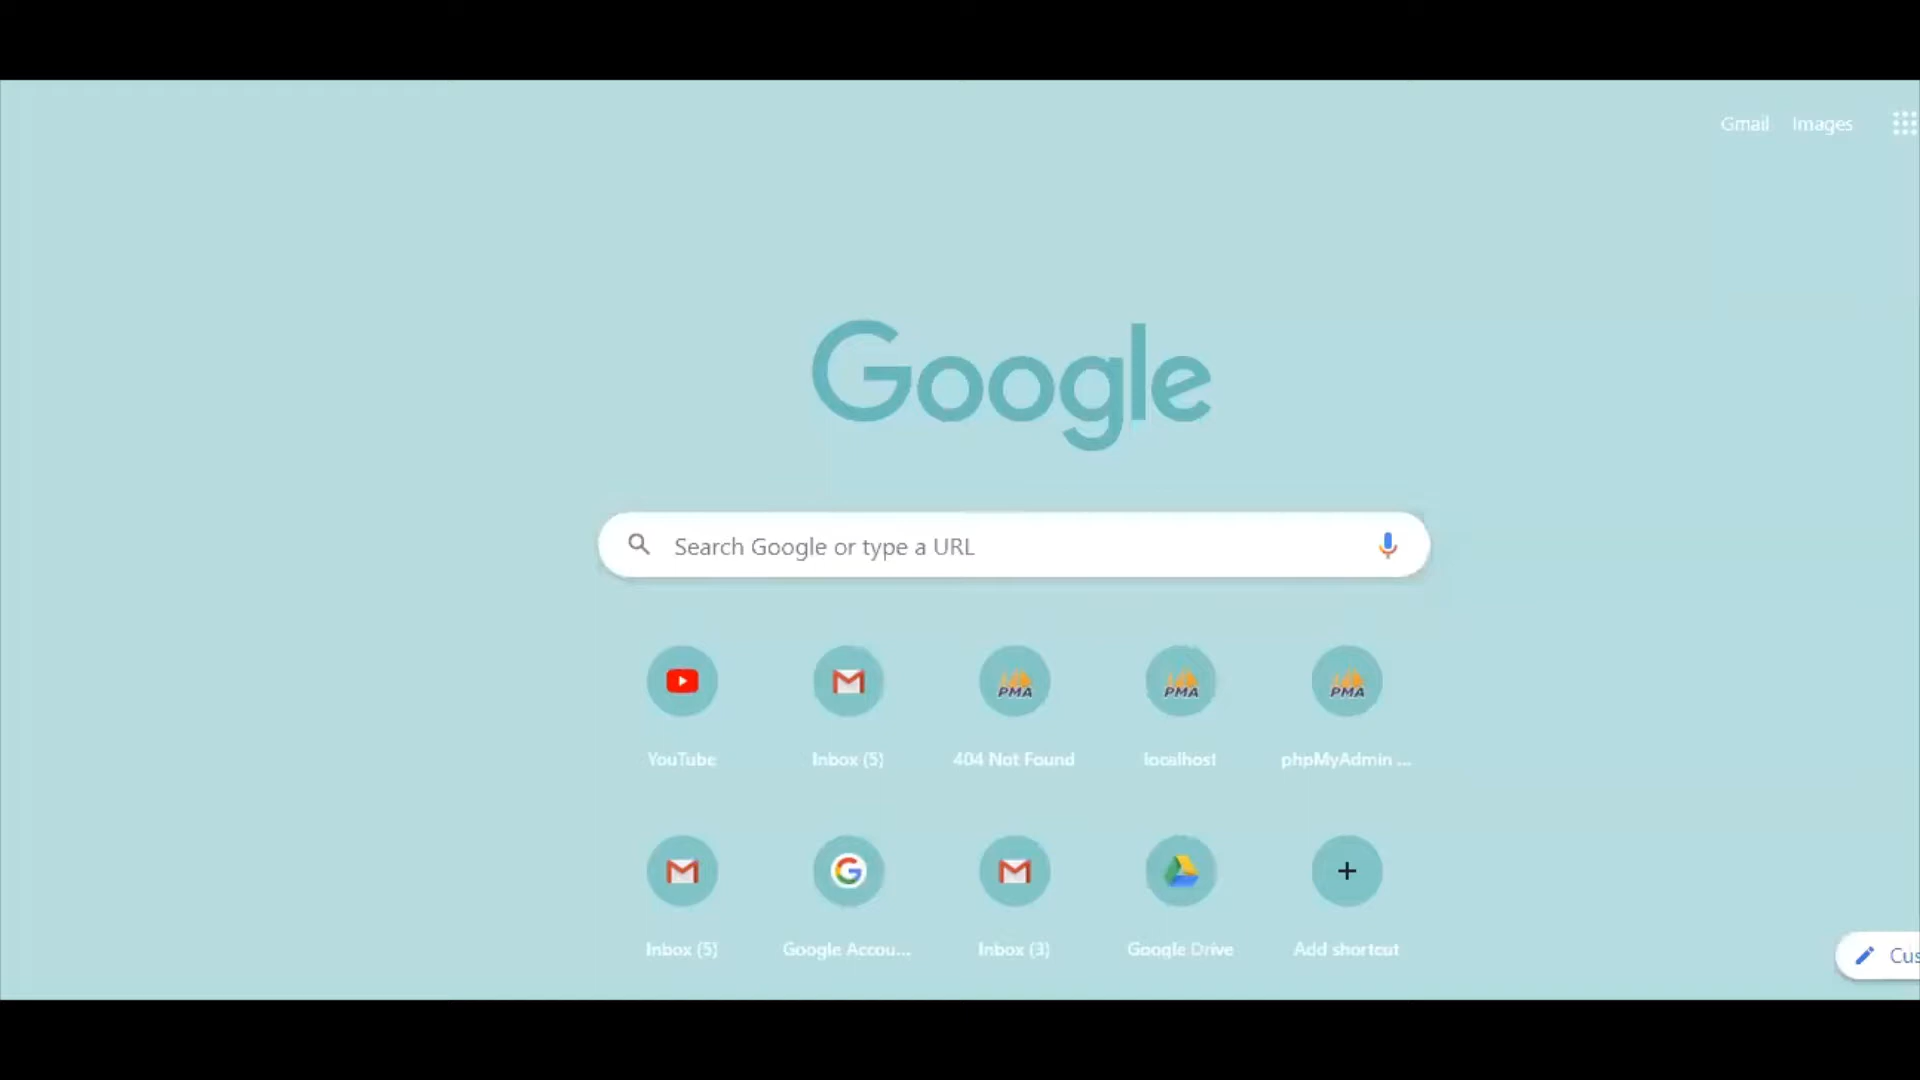 Gmail Images
Google
Search Google or type a URL
PMA PMA PMA
YouTube Inbox (5) 404 Not Found localhost phpMyAdmin ...
Inbox (5) Google Accou... Inbox (3) Google Drive Add shortcut
Cus